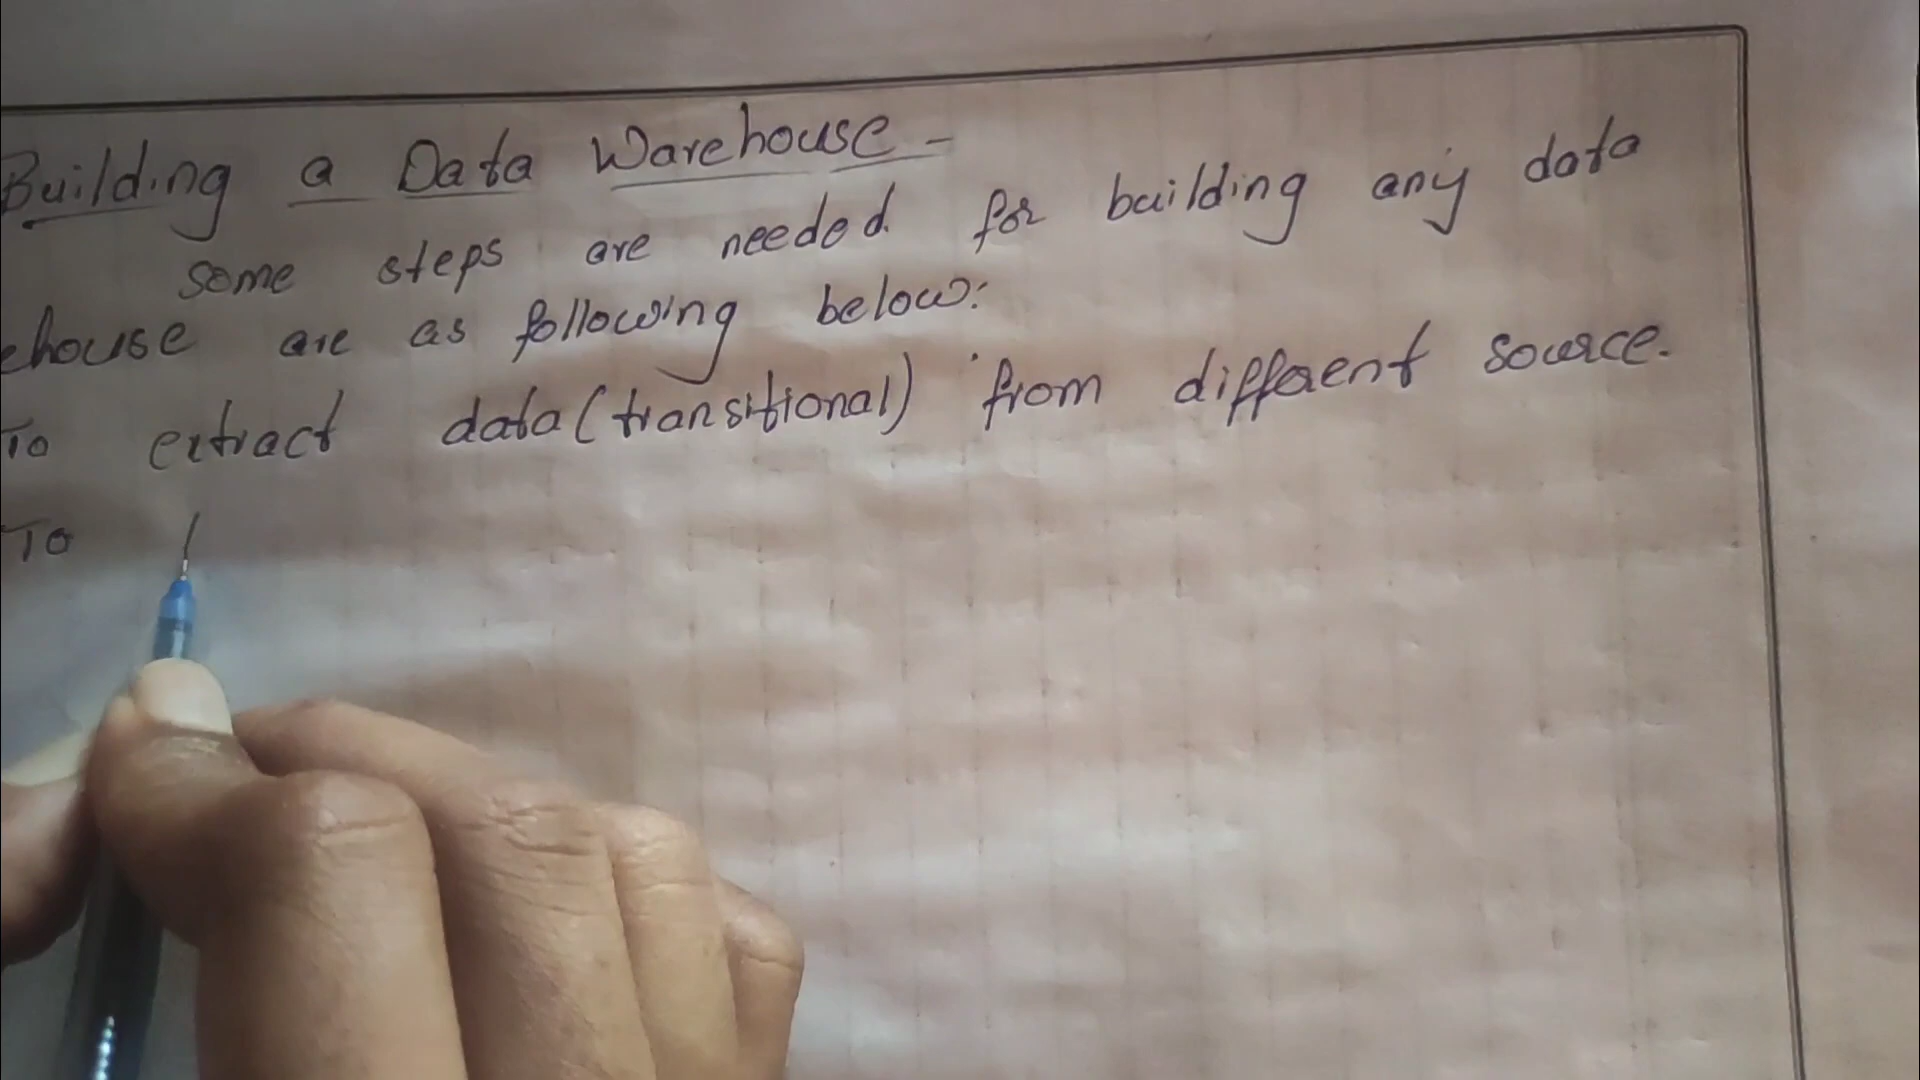 Building a Data Warehouse -
some steps are needed for building any data
ehouse are as following below:
To extract data (transitional) from different source.
To